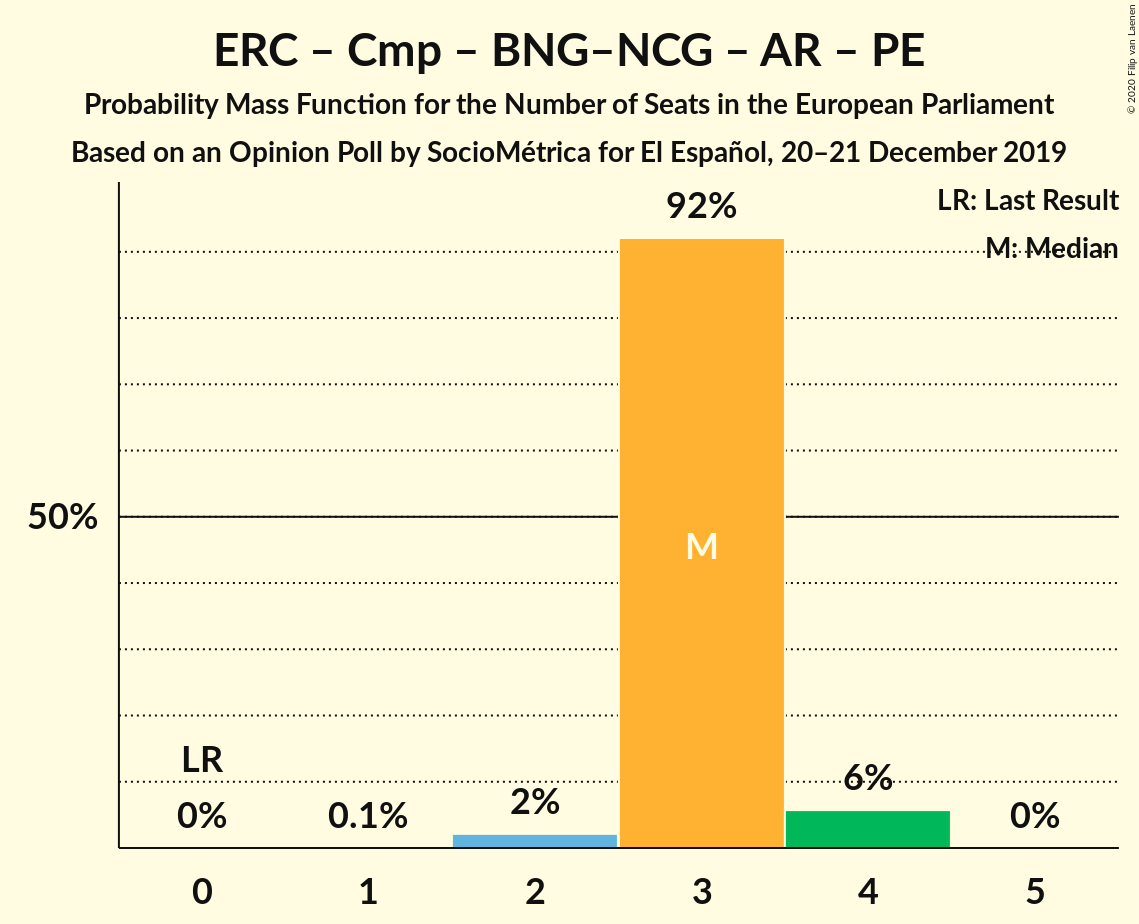 ERC – Cmp – BNG–NCG – AR – PE
Probability Mass Function for the Number of Seats in the European Parliament
Based on an Opinion Poll by SocioMétrica for El Español, 20–21 December 2019
© 2020 Filip van Laenen
LR: Last Result
M: Median
92%
50%
M
LR
0%
0.1%
2%
6%
0%
0 1 2 3 4 5